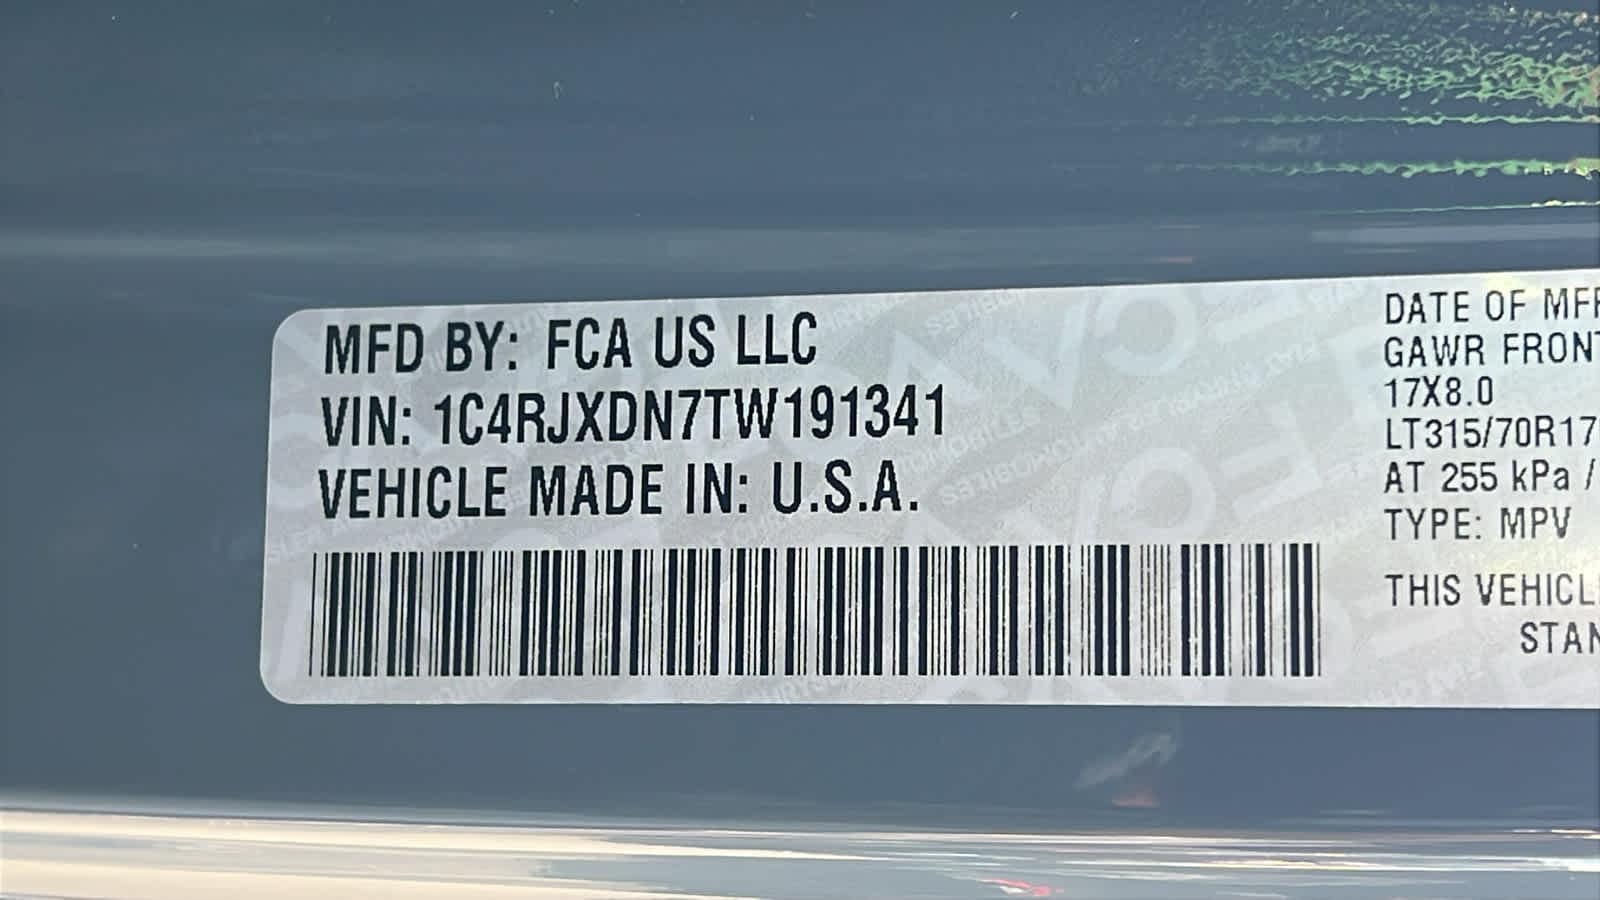 MFD BY: FCA US LLC
VIN: 1C4RJXDN7TW191341
VEHICLE MADE IN: U.S.A.
DATE OF MFR
GAWR FRONT
17X8.0
LT315/70R17
AT 255 kPa /
TYPE: MPV
THIS VEHICL
STAN